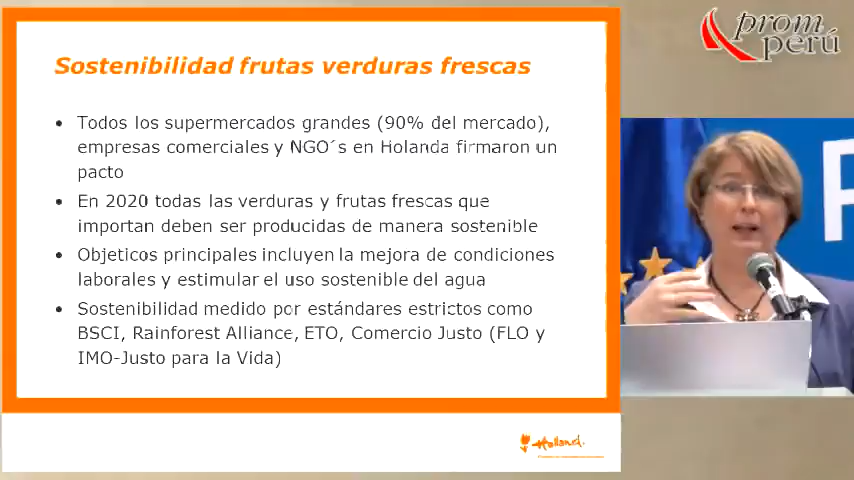 Sostenibilidad frutas verduras frescas
• Todos los supermercados grandes (90% del mercado),
empresas comerciales y NGO´s en Holanda firmaron un
pacto
• En 2020 todas las verduras y frutas frescas que
importan deben ser producidas de manera sostenible
• Objeticos principales incluyen la mejora de condiciones
laborales y estimular el uso sostenible del agua
• Sostenibilidad medido por estándares estrictos como
BSCI, Rainforest Alliance, ETO, Comercio Justo (FLO y
IMO-Justo para la Vida)
Holland.
prom
perú
P